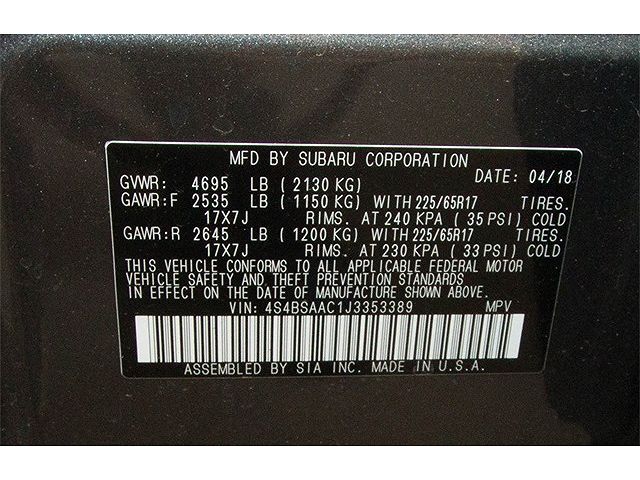 MFD BY SUBARU CORPORATION
GVWR: 4695 LB ( 2130 KG) DATE: 04/18
GAWR:F 2535 LB ( 1150 KG) WITH 225/65R17 TIRES.
17X7J RIMS. AT 240 KPA ( 35 PSI) COLD
GAWR:R 2645 LB ( 1200 KG) WITH 225/65R17 TIRES.
17X7J RIMS. AT 230 KPA ( 33 PSI) COLD
THIS VEHICLE CONFORMS TO ALL APPLICABLE FEDERAL MOTOR
VEHICLE SAFETY AND THEFT PREVENTION STANDARDS
IN EFFECT ON THE DATE OF MANUFACTURE SHOWN ABOVE.
VIN: 4S4BSAAC1J3353389 MPV
ASSEMBLED BY SIA INC. MADE IN U.S.A.